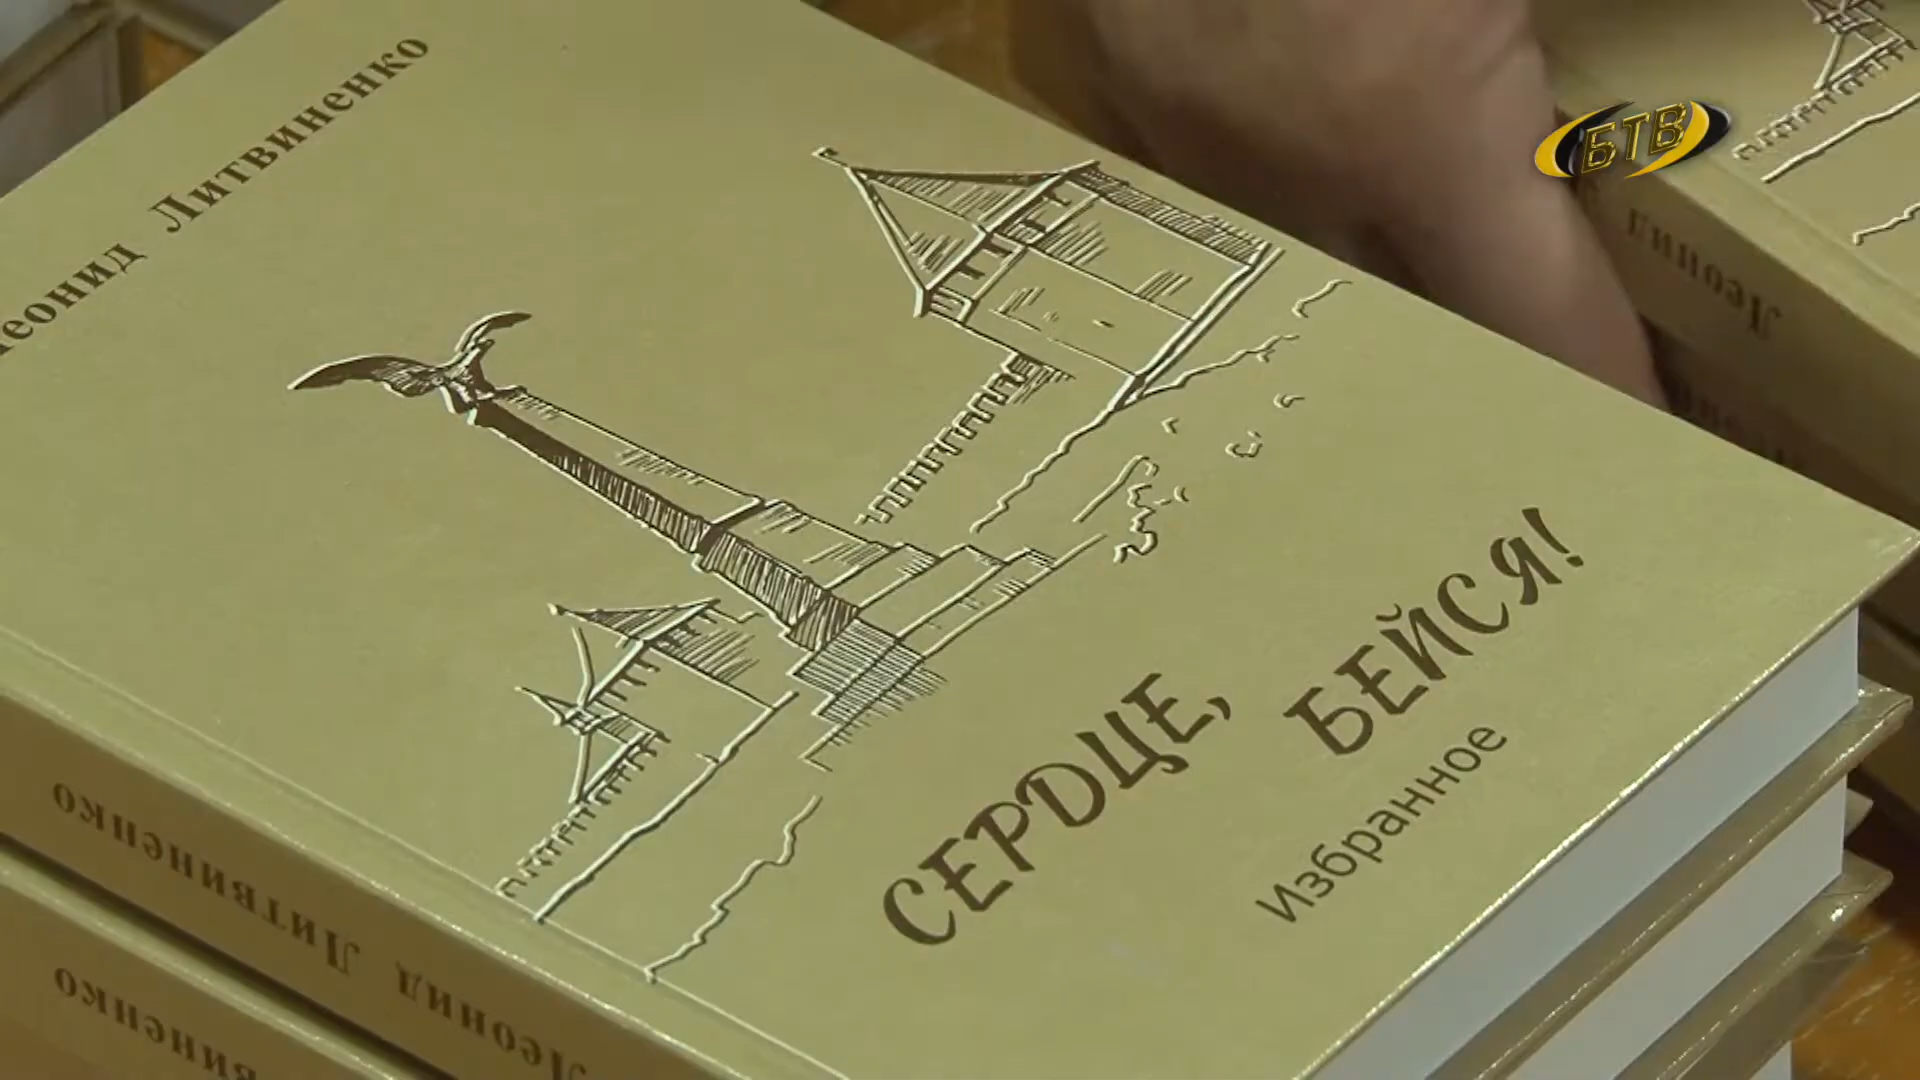 Леонид Литвиненко
СЕРДЦЕ,
БЕЙСЯ!
Избранное
Леонид Литвиненко
БТВ